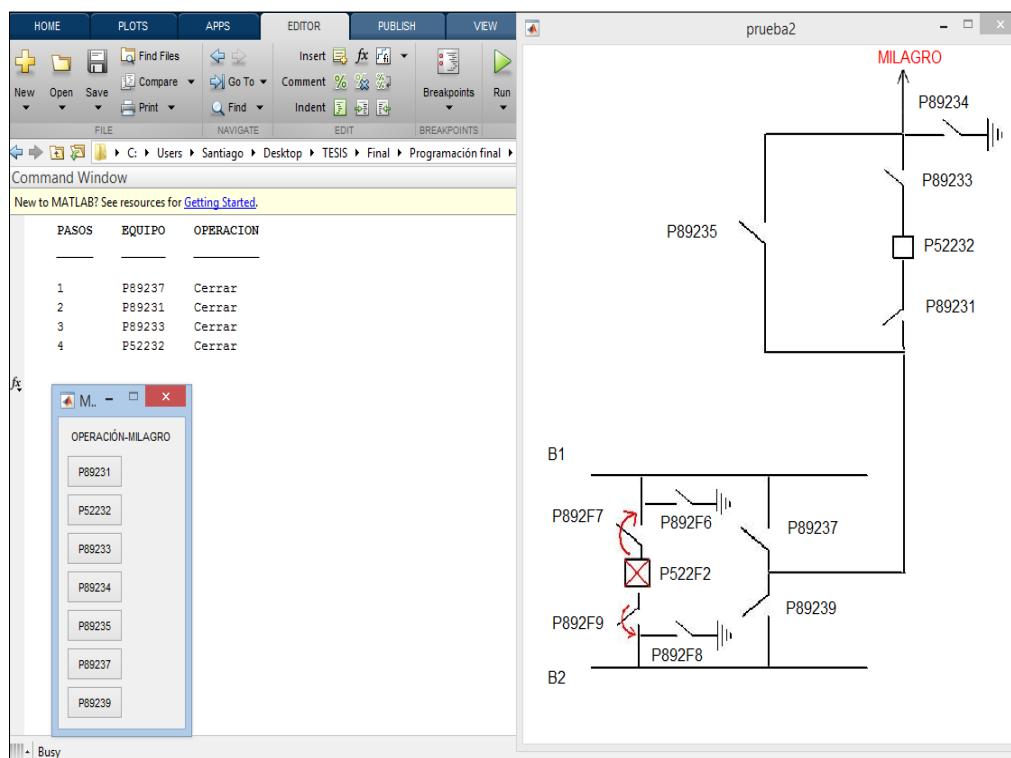 HOME PLOTS APPS EDITOR PUBLISH VIEW
New Open Save Find Files Compare Print
Go To Find
Insert fx
Comment
Indent
Breakpoints Run
FILE NAVIGATE EDIT BREAKPOINTS
C: Users Santiago Desktop TESIS Final Programación final
Command Window
New to MATLAB? See resources for Getting Started.
PASOS EQUIPO OPERACION
1 P89237 Cerrar
2 P89231 Cerrar
3 P89233 Cerrar
4 P52232 Cerrar
fx
M..
OPERACIÓN-MILAGRO
P89231
P52232
P89233
P89234
P89235
P89237
P89239
Busy
prueba2
MILAGRO
P89234
P89233
P89235
P52232
P89231
B1
P892F7
P892F6
P89237
P522F2
P89239
P892F9
P892F8
B2